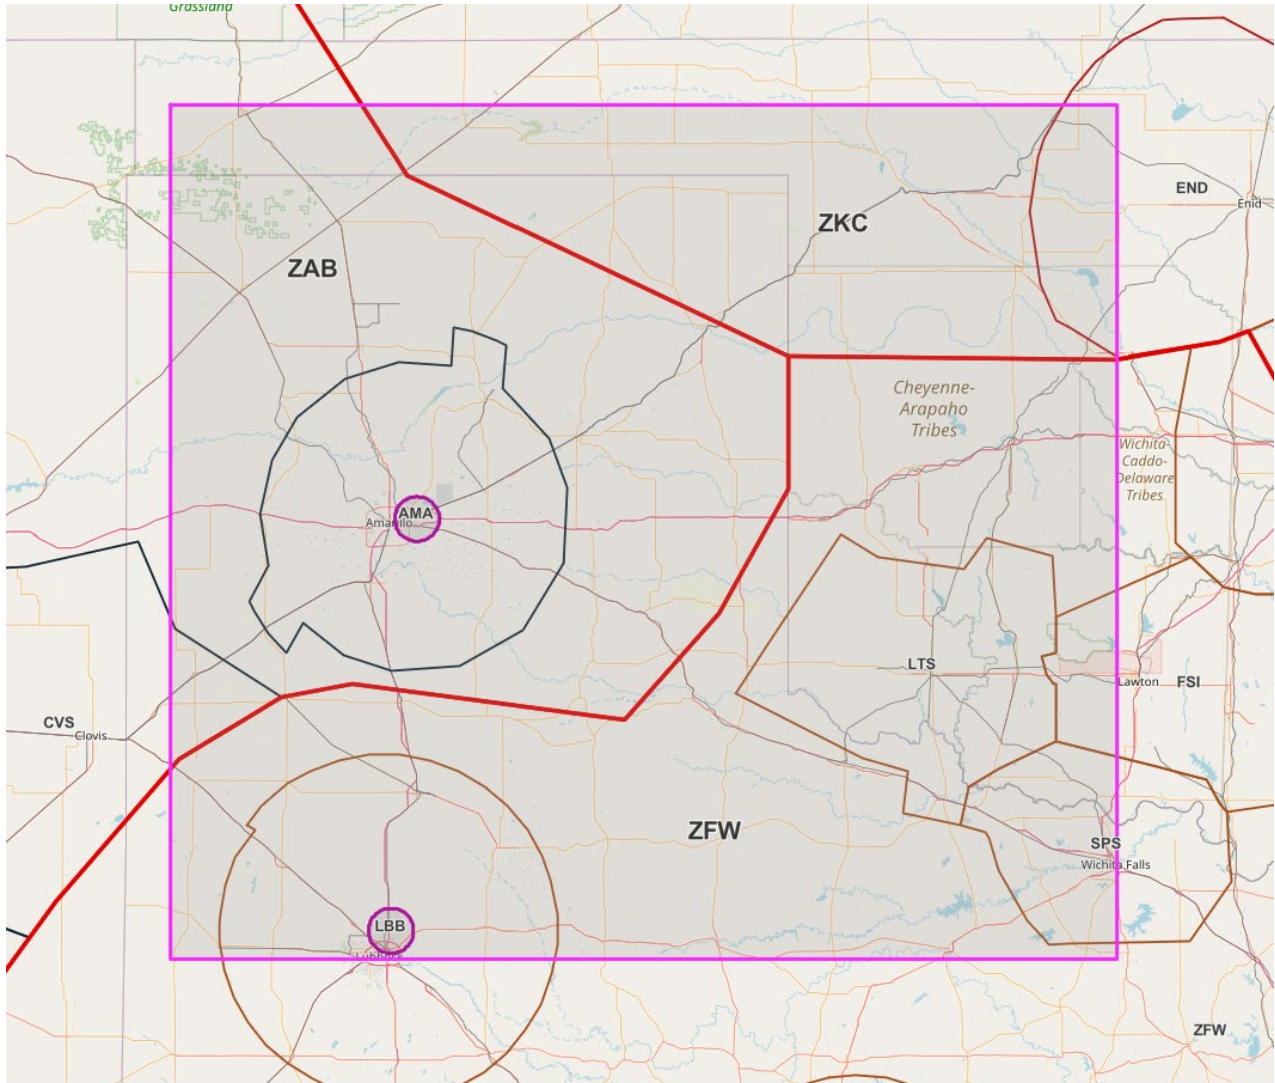 Grassland
END
Enid
ZKC
ZAB
Cheyenne-
Arapaho
Tribes
Wichita-
Caddo-
Delaware
Tribes
AMA
Amarillo
LTS
Lawton
FSI
CVS
Clovis
ZFW
SPS
Wichita Falls
LBB
Lubbock
ZFW